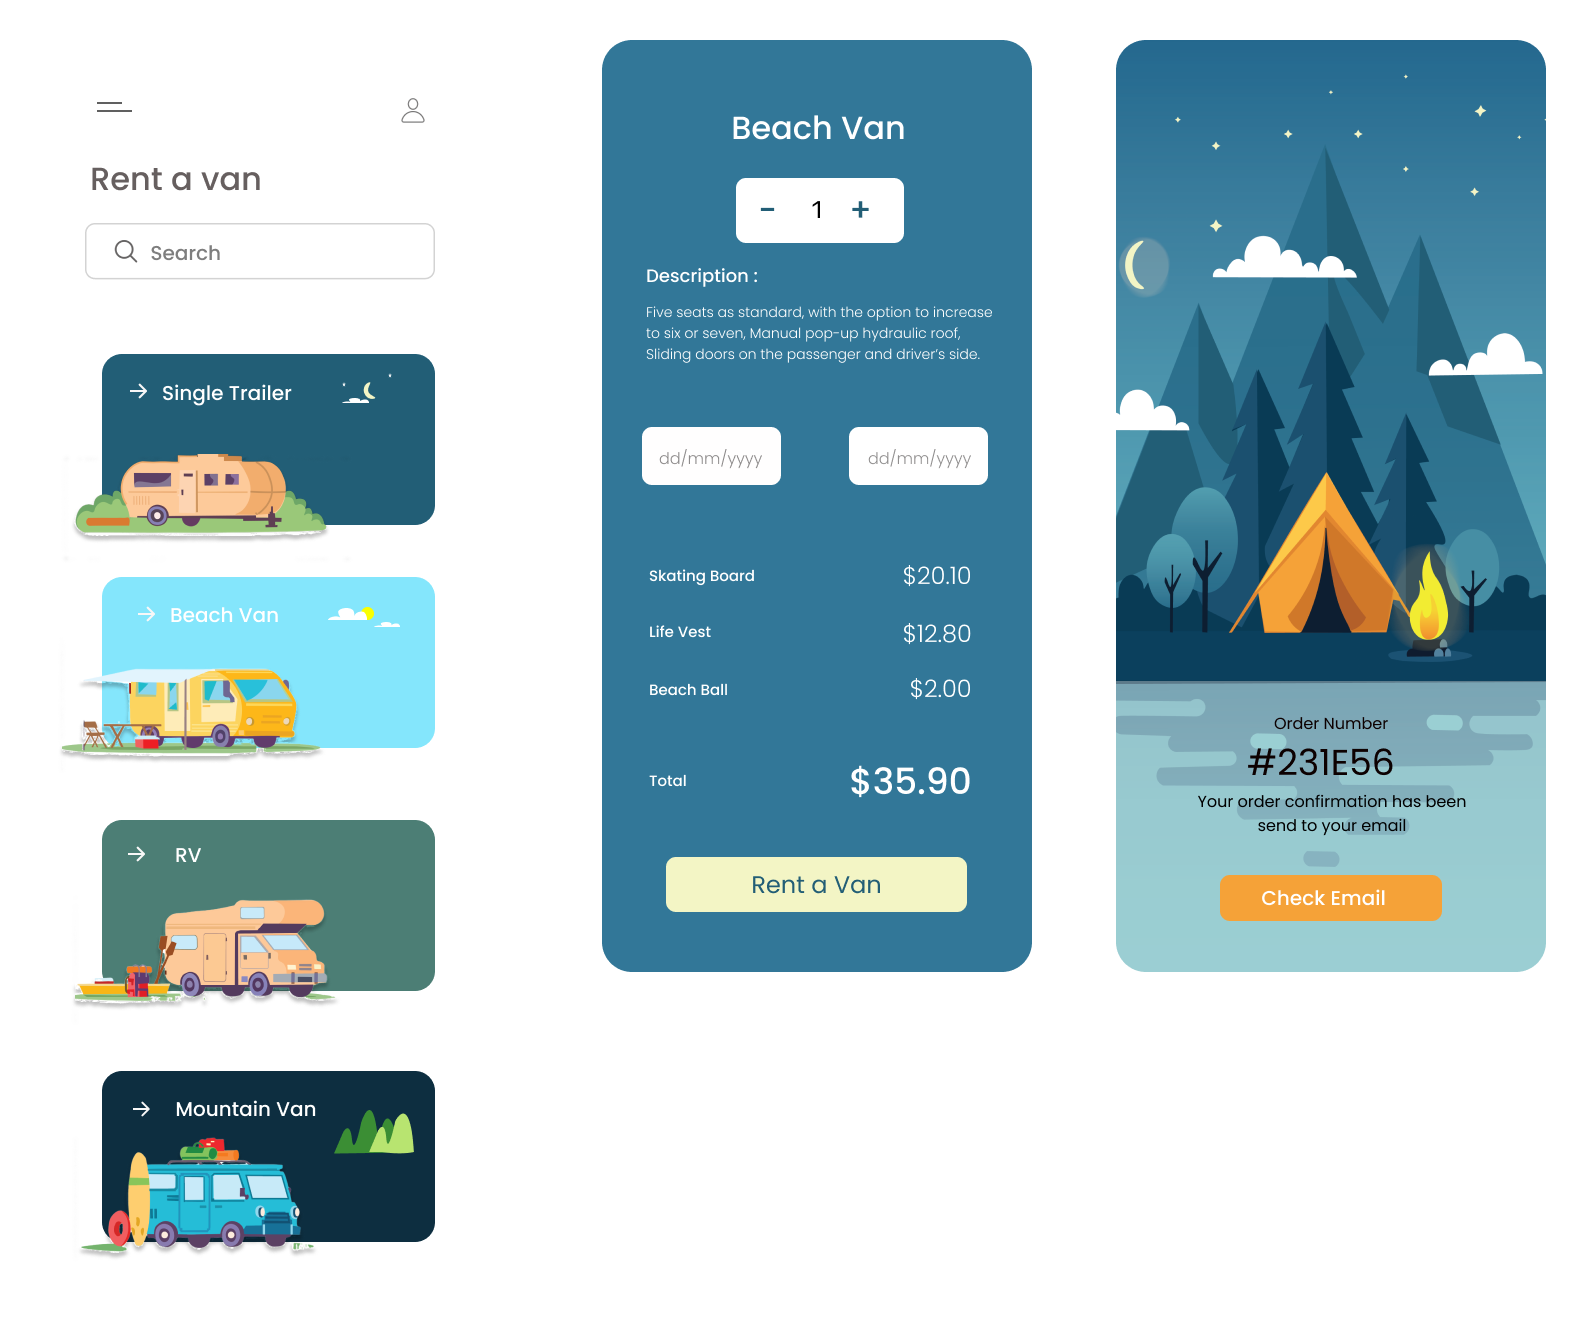 Rent a van
Search
Single Trailer
Beach Van
RV
Mountain Van
Beach Van
- 1 +
Description :
Five seats as standard, with the option to increase
to six or seven, Manual pop-up hydraulic roof,
Sliding doors on the passenger and driver's side.
dd/mm/yyyy dd/mm/yyyy
Skating Board $20.10
Life Vest $12.80
Beach Ball $2.00
Total $35.90
Rent a Van
Order Number
#231E56
Your order confirmation has been
send to your email
Check Email